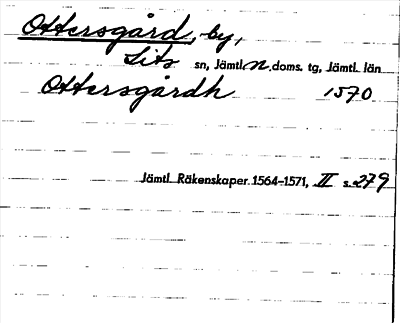 Ottersgård, by,
Lits sn, Jämtl. n. doms. tg, Jämtl. län
Ottersgårdh 1570
Jämtl. Räkenskaper 1564-1571, II s. 279